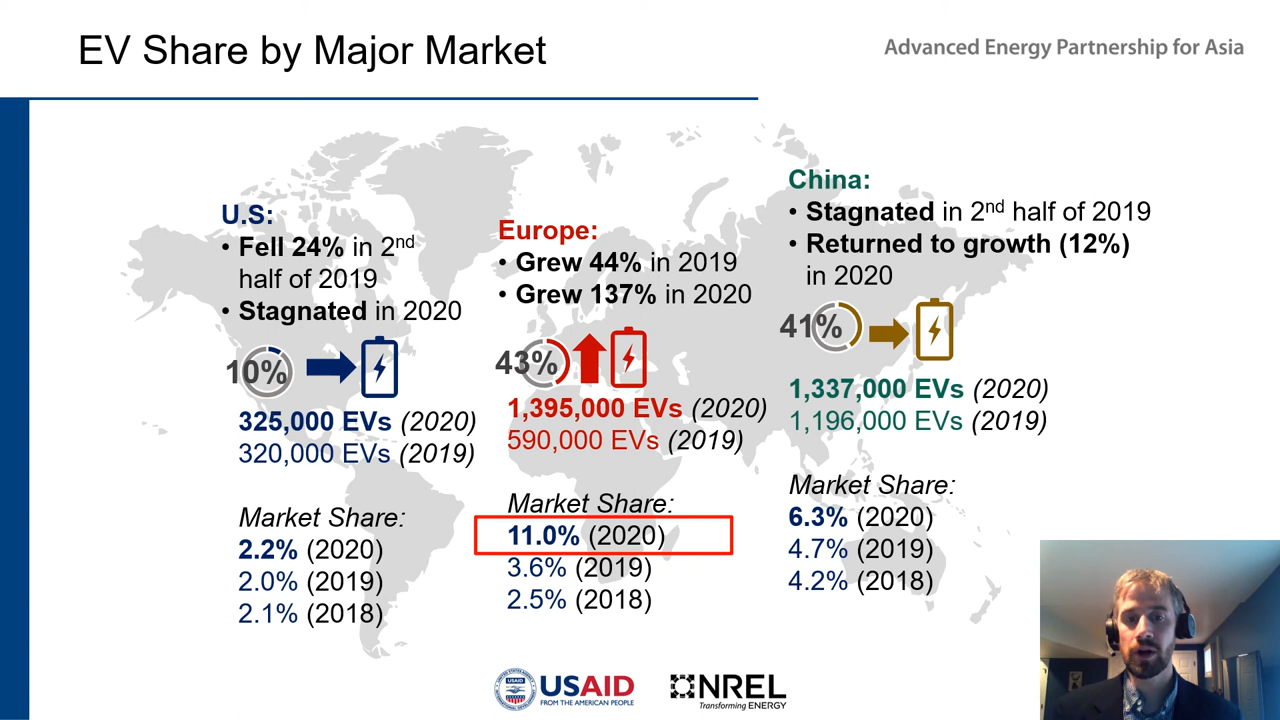 EV Share by Major Market
Advanced Energy Partnership for Asia
U.S:
• Fell 24% in 2nd
half of 2019
• Stagnated in 2020
10%
325,000 EVs (2020)
320,000 EVs (2019)
Market Share:
2.2% (2020)
2.0% (2019)
2.1% (2018)
Europe:
• Grew 44% in 2019
• Grew 137% in 2020
43%
1,395,000 EVs (2020)
590,000 EVs (2019)
Market Share:
11.0% (2020)
3.6% (2019)
2.5% (2018)
China:
• Stagnated in 2nd half of 2019
• Returned to growth (12%)
in 2020
41%
1,337,000 EVs (2020)
1,196,000 EVs (2019)
Market Share:
6.3% (2020)
4.7% (2019)
4.2% (2018)
USAID
USAID
FROM THE AMERICAN PEOPLE
NREL
Transforming ENERGY